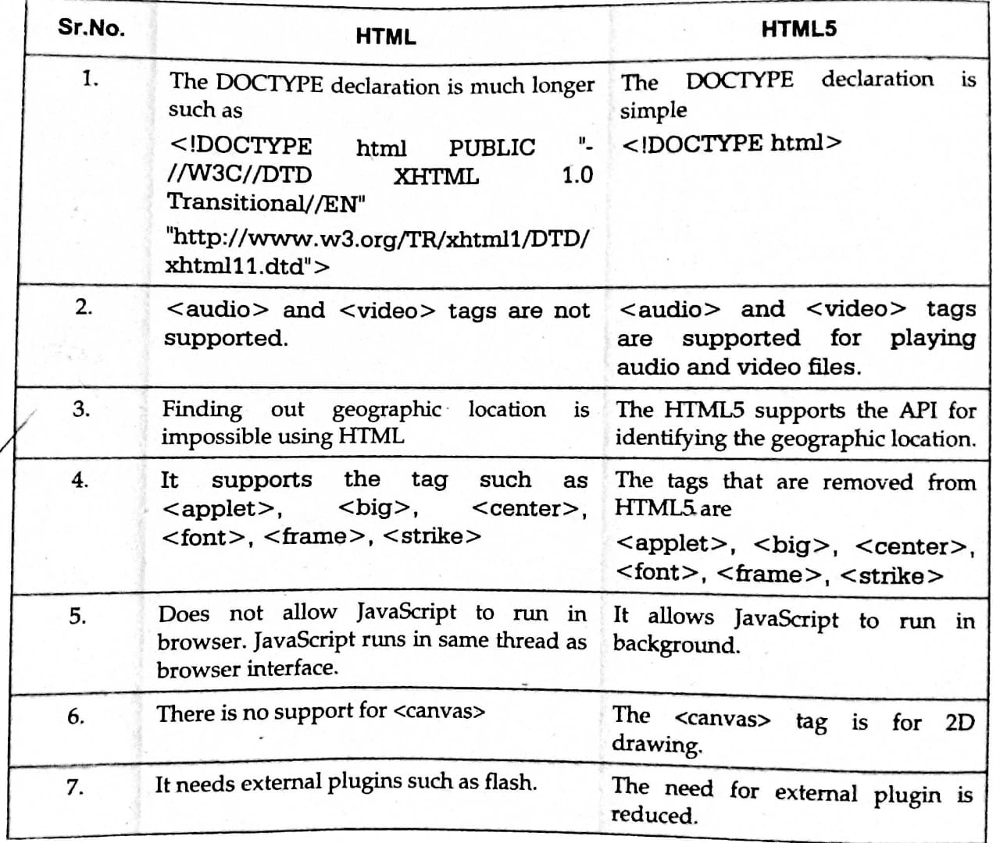 Sr.No. HTML HTML5
1. The DOCTYPE declaration is much longer
such as
<!DOCTYPE html PUBLIC "-
//W3C//DTD XHTML 1.0
Transitional//EN"
"http://www.w3.org/TR/xhtml1/DTD/
xhtml11.dtd">
The DOCTYPE declaration is
simple
<!DOCTYPE html>
2. <audio> and <video> tags are not
supported.
<audio> and <video> tags
are supported for playing
audio and video files.
3. Finding out geographic location is
impossible using HTML
The HTML5 supports the API for
identifying the geographic location.
4. It supports the tag such as
<applet>, <big>, <center>,
<font>, <frame>, <strike>
The tags that are removed from
HTML5 are
<applet>, <big>, <center>,
<font>, <frame>, <strike>
5. Does not allow JavaScript to run in
browser. JavaScript runs in same thread as
browser interface.
It allows JavaScript to run in
background.
6. There is no support for <canvas>
The <canvas> tag is for 2D
drawing.
7. It needs external plugins such as flash.
The need for external plugin is
reduced.